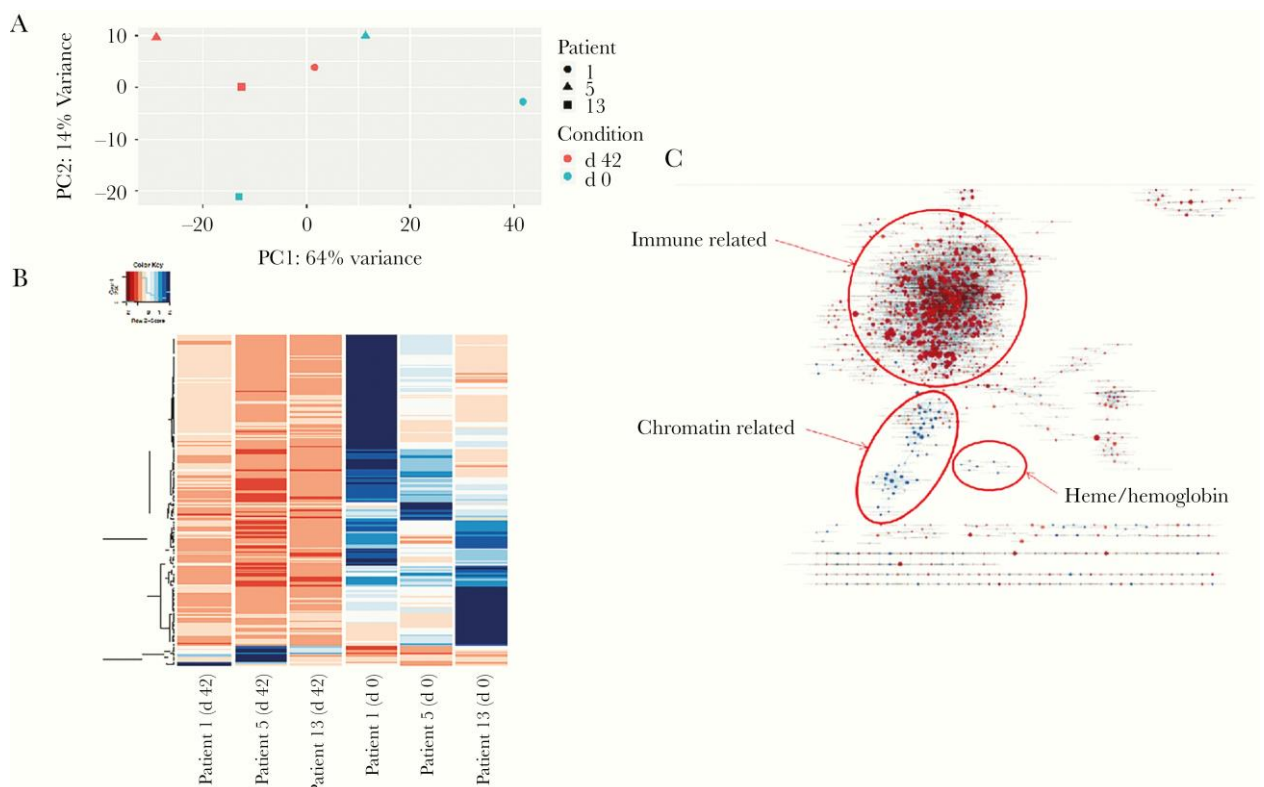 A
PC2: 14% Variance
10
0
−10
−20
−20
0
20
40
PC1: 64% variance
Patient
1
5
13
Condition
d 42
d 0
B
Color Key
Row Z-Score
Patient 1 (d 42)
Patient 5 (d 42)
Patient 13 (d 42)
Patient 1 (d 0)
Patient 5 (d 0)
Patient 13 (d 0)
C
Immune related
Chromatin related
Heme/hemoglobin